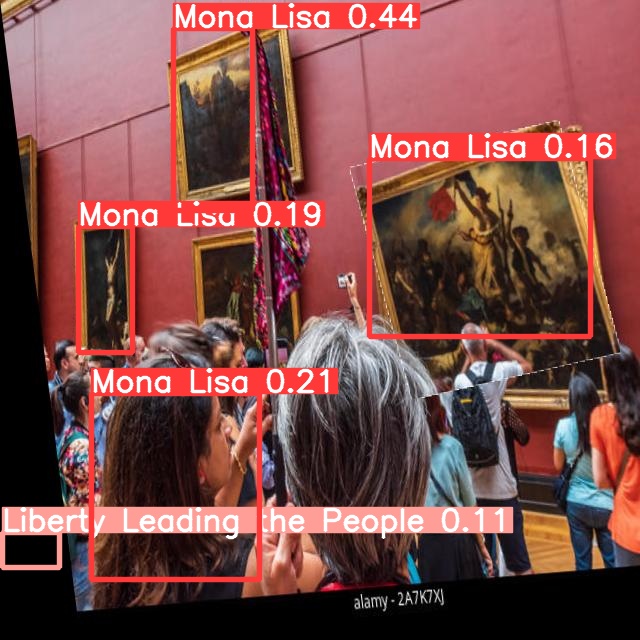 Mona Lisa 0.44
Mona Lisa 0.16
Mona Lisa 0.19
Mona Lisa 0.21
Liberty Leading the People 0.11
alamy - 2A7K7XJ